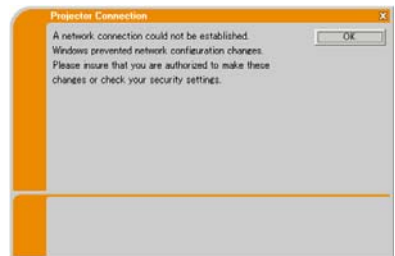 Projector Connection
X
A network connection could not be established.
OK
Windows prevented network configuration changes.
Please insure that you are authorized to make these
changes or check your security settings.